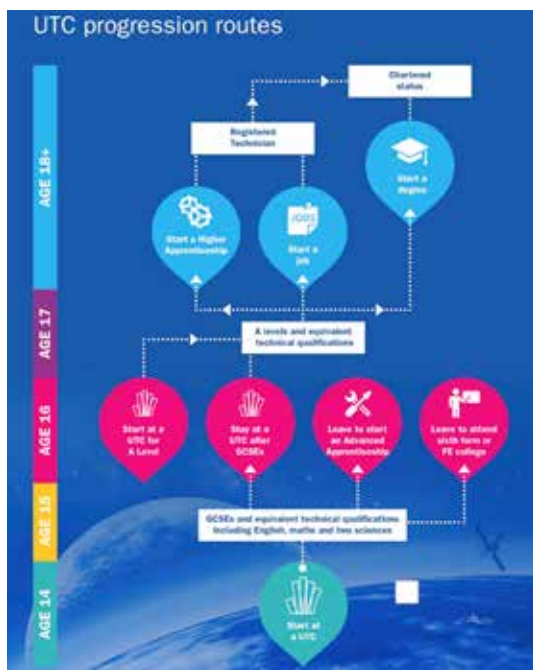 UTC progression routes
AGE 18+
Chartered
status
Registered
Technician
Start a
degree
Start a Higher
Apprenticeship
JOBS
Start a
job
AGE 17
A levels and equivalent
technical qualifications
AGE 16
Start at a
UTC for
A Level
Stay at a
UTC after
GCSEs
Leave to start
an Advanced
Apprenticeship
Leave to attend
sixth form or
FE college
AGE 15
GCSEs and equivalent technical qualifications
including English, maths and two sciences
AGE 14
Start at
a UTC